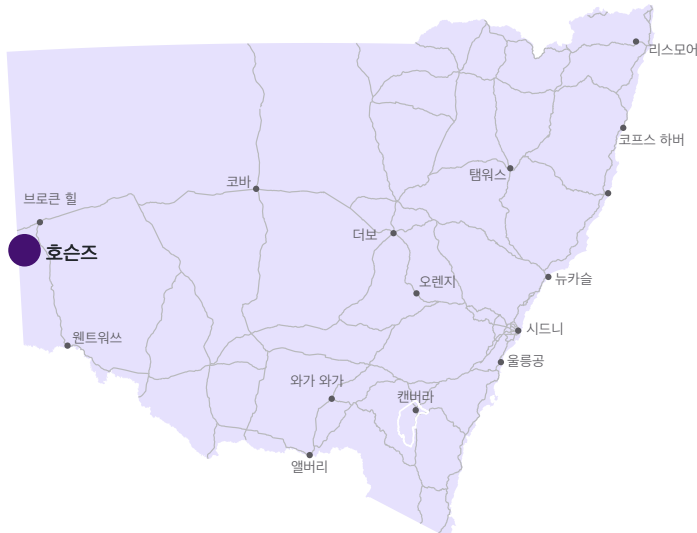 리스모어
코프스 하버
탬워스
코바
브로큰 힐
더보
호슨즈
오렌지
뉴카슬
시드니
웬트워쓰
울릉공
와가 와갸
캔버라
앨버리